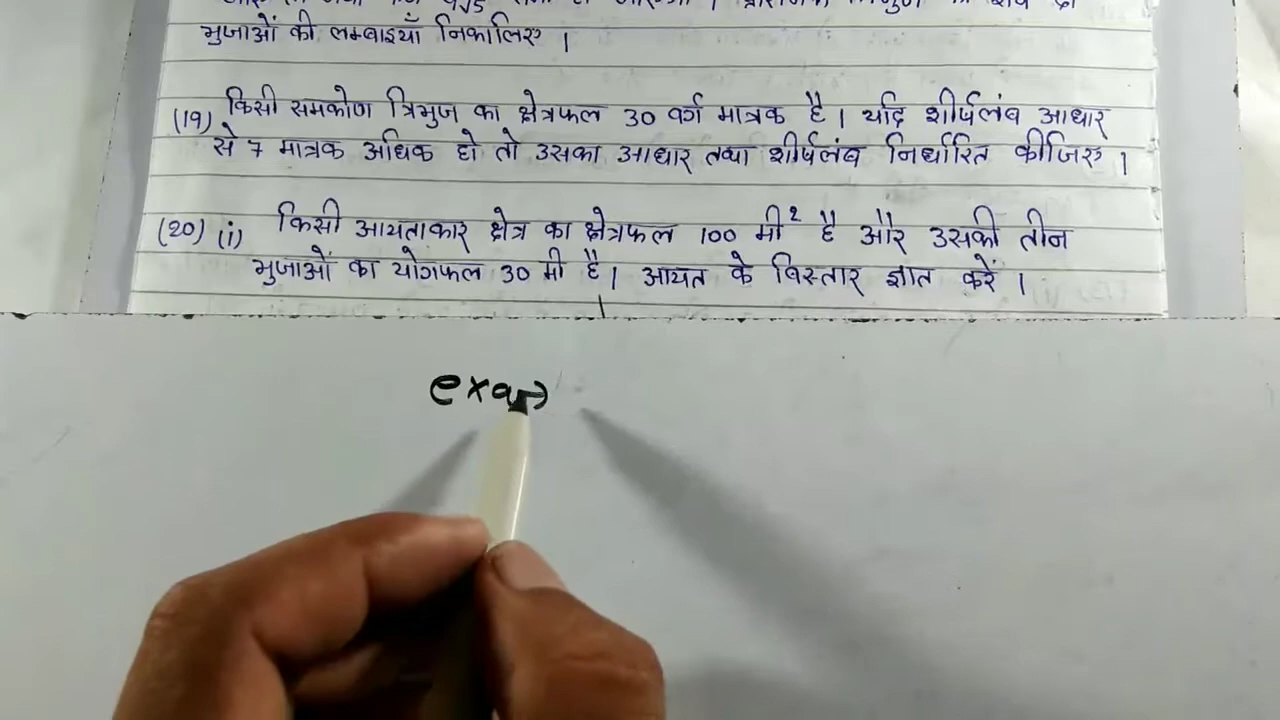 भुजाओं की लम्बाइयाँ निकालिए ।
(19) किसी समकोण त्रिभुज का क्षेत्रफल 30 वर्ग मात्रक है । यदि शीर्षलंब आधार
से 7 मात्रक अधिक हो तो उसका आधार तथा शीर्षलंब निर्धारित कीजिए ।
(20) (i) किसी आयताकार क्षेत्र का क्षेत्रफल 100 मी² है और उसकी तीन
भुजाओं का योगफल 30 मी है । आयत के विस्तार ज्ञात करें ।